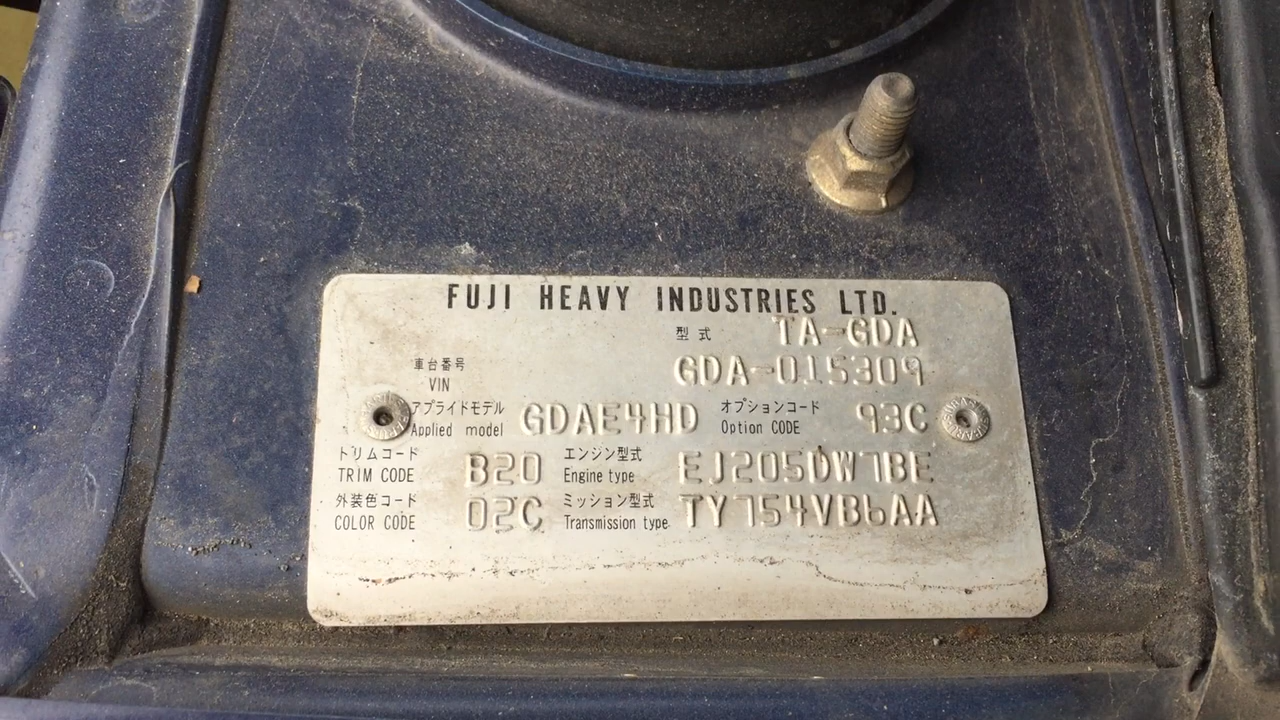 FUJI HEAVY INDUSTRIES LTD.
型式 TA-GDA
車台番号 VIN GDA-015309
アプライドモデル Applied model GDAE4HD オプションコード Option CODE 93C
トリムコード TRIM CODE B20 エンジン型式 Engine type EJ205DW7BE
外装色コード COLOR CODE 02C ミッション型式 Transmission type TY754VB6AA